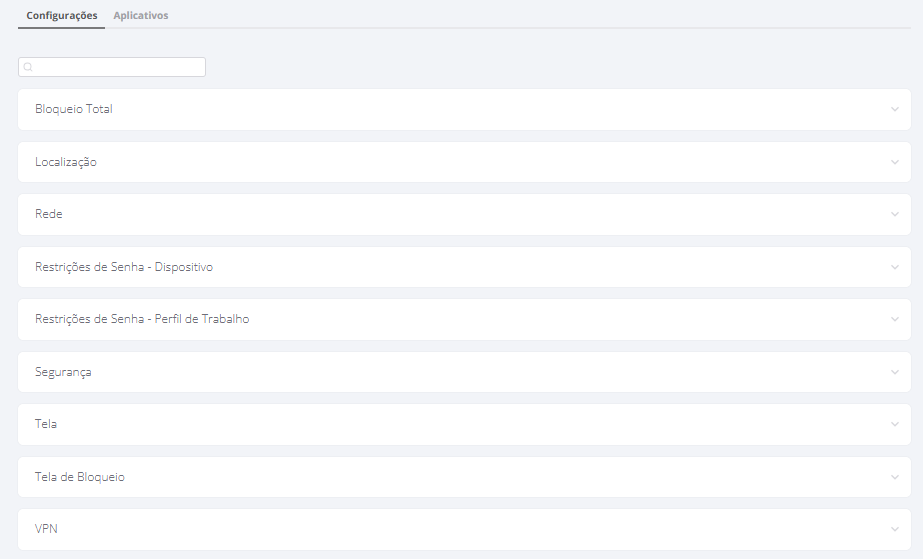 Configurações Aplicativos
Bloqueio Total
Localização
Rede
Restrições de Senha - Dispositivo
Restrições de Senha - Perfil de Trabalho
Segurança
Tela
Tela de Bloqueio
VPN